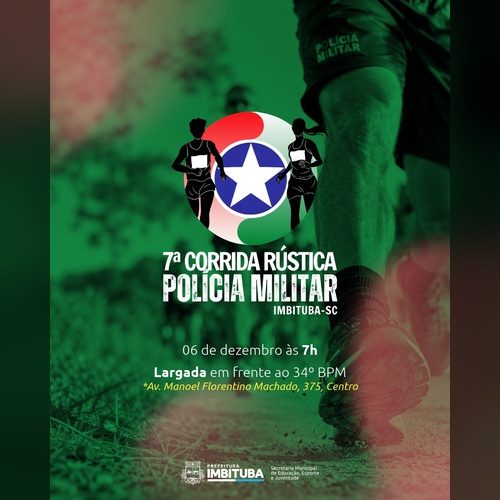 POLÍCIA
MILITAR
7ª CORRIDA RÚSTICA
POLÍCIA MILITAR
IMBITUBA-SC
06 de dezembro às 7h
Largada em frente ao 34º BPM
*Av. Manoel Florentino Machado, 375, Centro
PREFEITURA
IMBITUBA
Secretaria Municipal
de Educação, Esporte
e Juventude